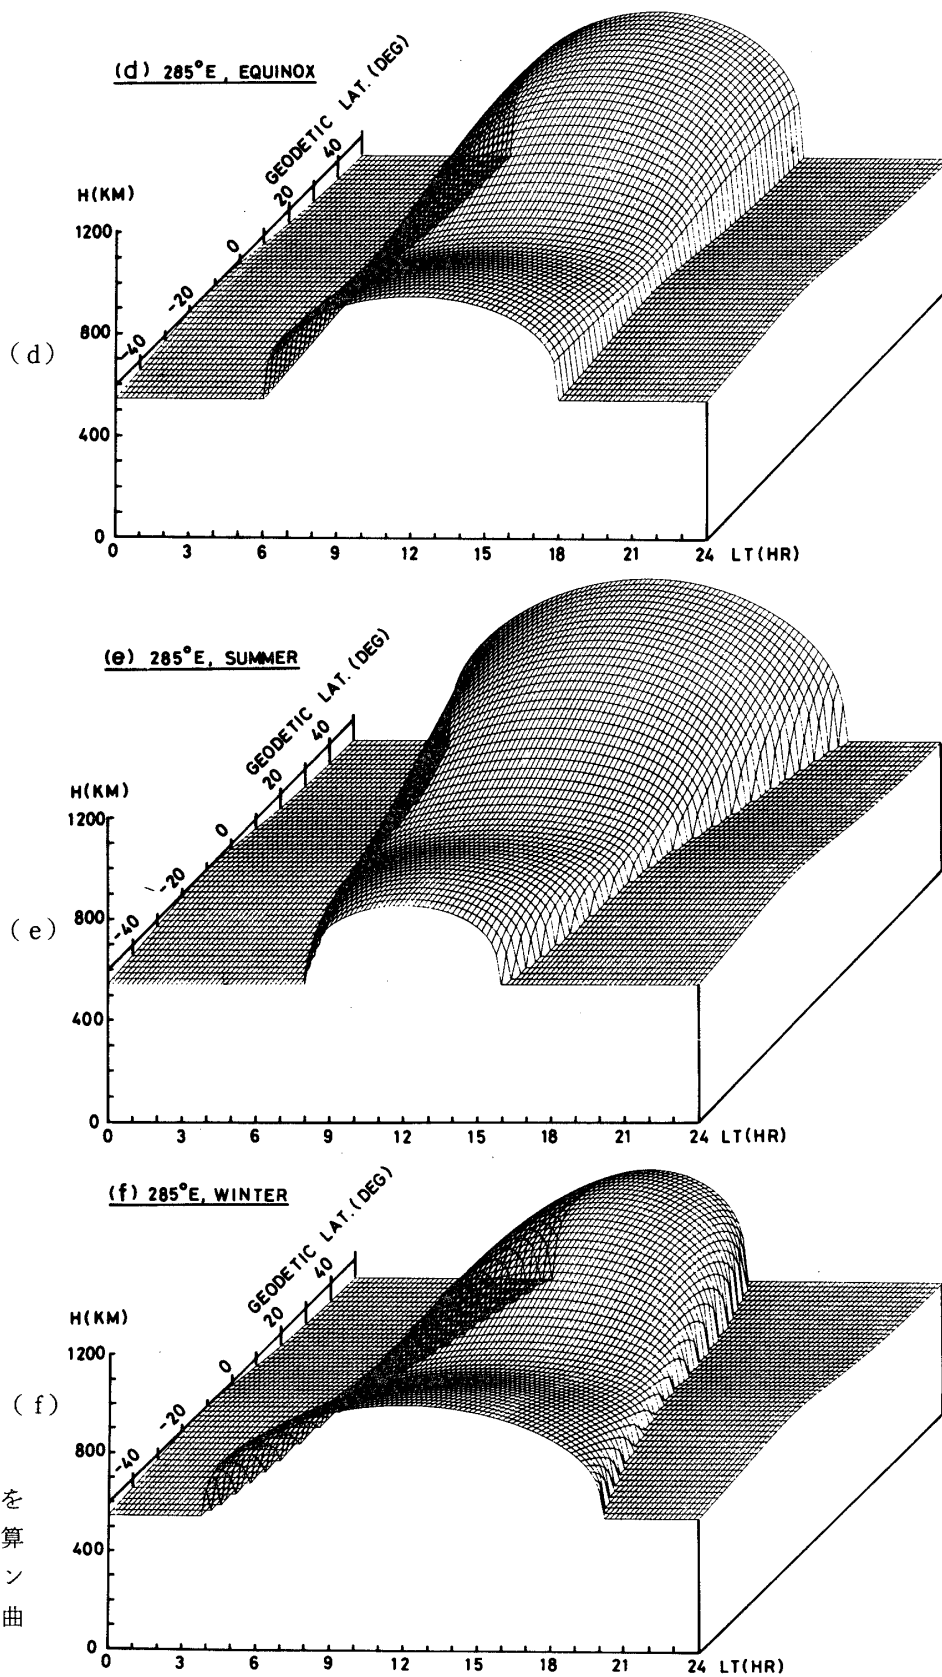 (d) 285°E, EQUINOX
GEODETIC LAT. (DEG)
40
20
0
-20
-40
H(KM)
1200
800
400
0
(d)
0 3 6 9 12 15 18 21 24 LT(HR)
(e) 285°E, SUMMER
GEODETIC LAT. (DEG)
40
20
0
-20
-40
H(KM)
1200
800
400
0
(e)
0 3 6 9 12 15 18 21 24 LT(HR)
(f) 285°E, WINTER
GEODETIC LAT. (DEG)
40
20
0
-20
-40
H(KM)
1200
800
400
0
(f)
0 3 6 9 12 15 18 21 24 LT(HR)
を
算
ン
曲